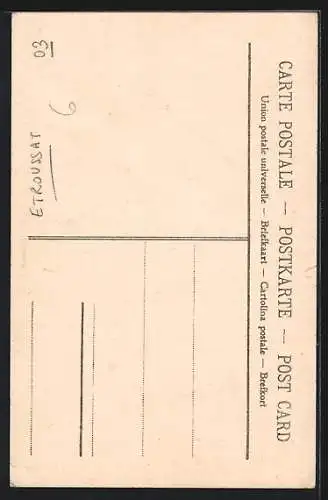 CARTE POSTALE — POSTKARTE — POST CARD
Union postale universelle — Briefkaart — Cartolina postale — Brefkort
03
6
ETROUSSAT